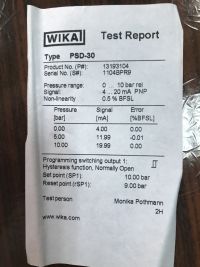 WIKA Test Report
Type PSD-30
Product No. (P#): 13193104
Serial No. (S#): 1104BPR9
Pressure range: 0 ... 10 bar rel
Signal: 4 ... 20 mA PNP
Non-linearity 0.5 % BFSL
Pressure Signal Error
[bar] [mA] [%BFSL]
0.00 4.00 0.00
5.00 11.99 -0.01
10.00 19.99 0.00
Programming switching output 1:
Hysteresis function, Normally Open
Set point (SP1) 10.00 bar
Reset point (rSP1) 9.00 bar
Test person Monika Pothmann
2H
www.wika.com